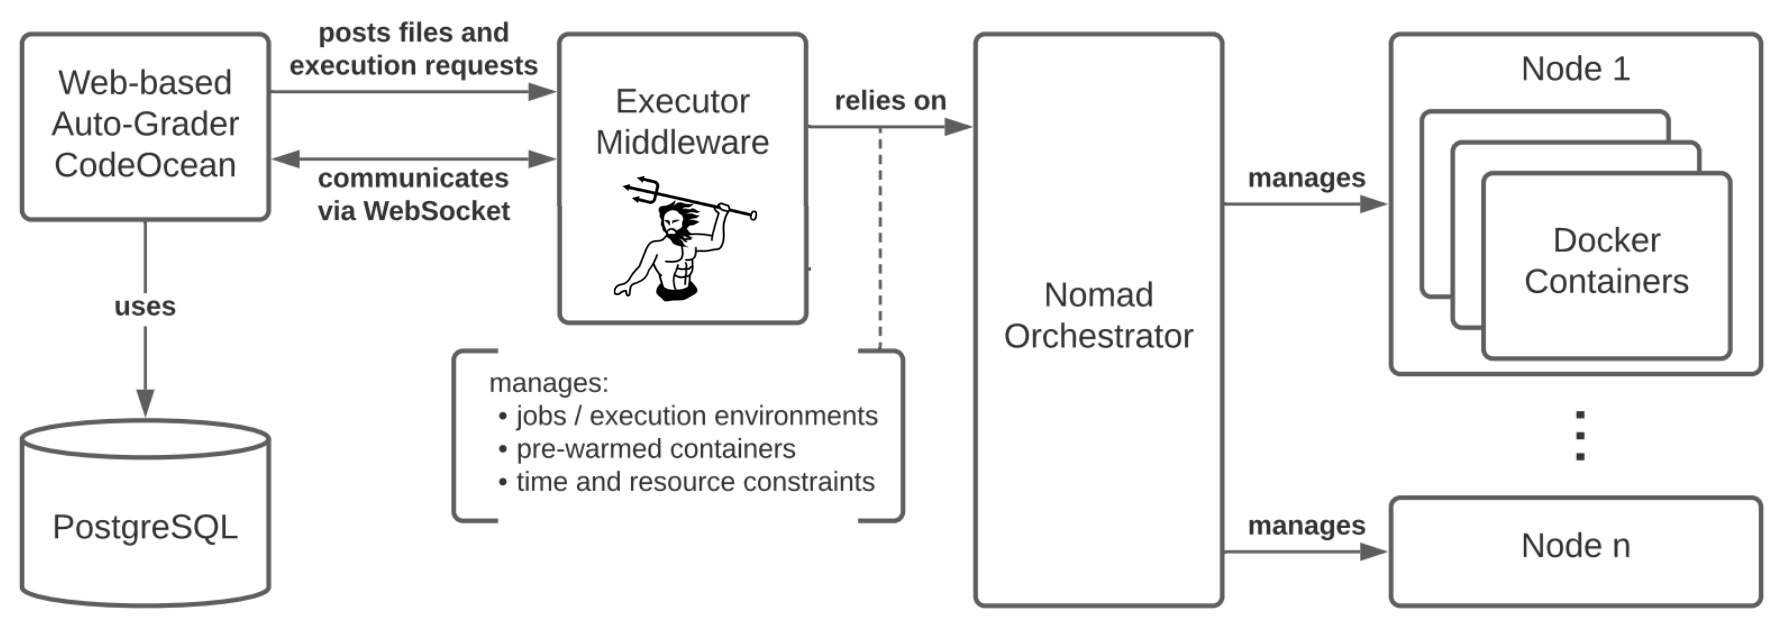 posts files and
execution requests
Web-based
Auto-Grader
CodeOcean
communicates
via WebSocket
uses
PostgreSQL
Executor
Middleware
relies on
manages:
• jobs / execution environments
• pre-warmed containers
• time and resource constraints
Nomad
Orchestrator
manages
Node 1
Docker
Containers
manages
Node n